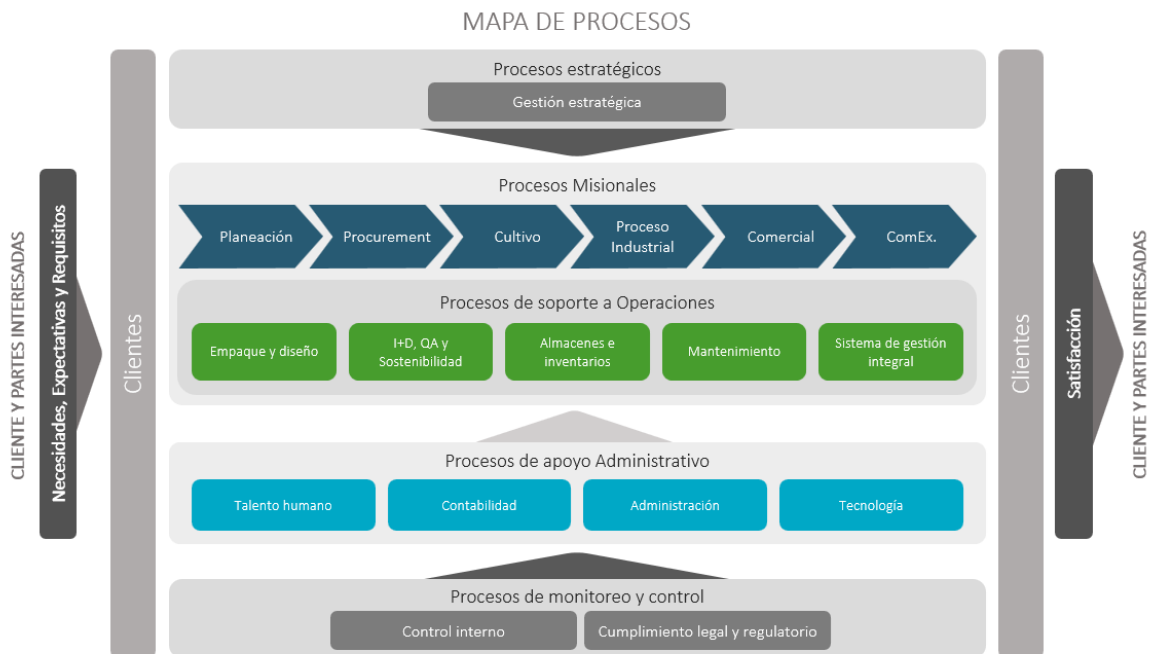 MAPA DE PROCESOS
CLIENTE Y PARTES INTERESADAS
Necesidades, Expectativas y Requisitos
Clientes
Procesos estratégicos
Gestión estratégica
Procesos Misionales
Planeación
Procurement
Cultivo
Proceso
Industrial
Comercial
ComEx.
Procesos de soporte a Operaciones
Empaque y diseño
I+D, QA y
Sostenibilidad
Almacenes e
inventarios
Mantenimiento
Sistema de gestión
integral
Procesos de apoyo Administrativo
Talento humano
Contabilidad
Administración
Tecnología
Procesos de monitoreo y control
Control interno
Cumplimiento legal y regulatorio
Clientes
Satisfacción
CLIENTE Y PARTES INTERESADAS